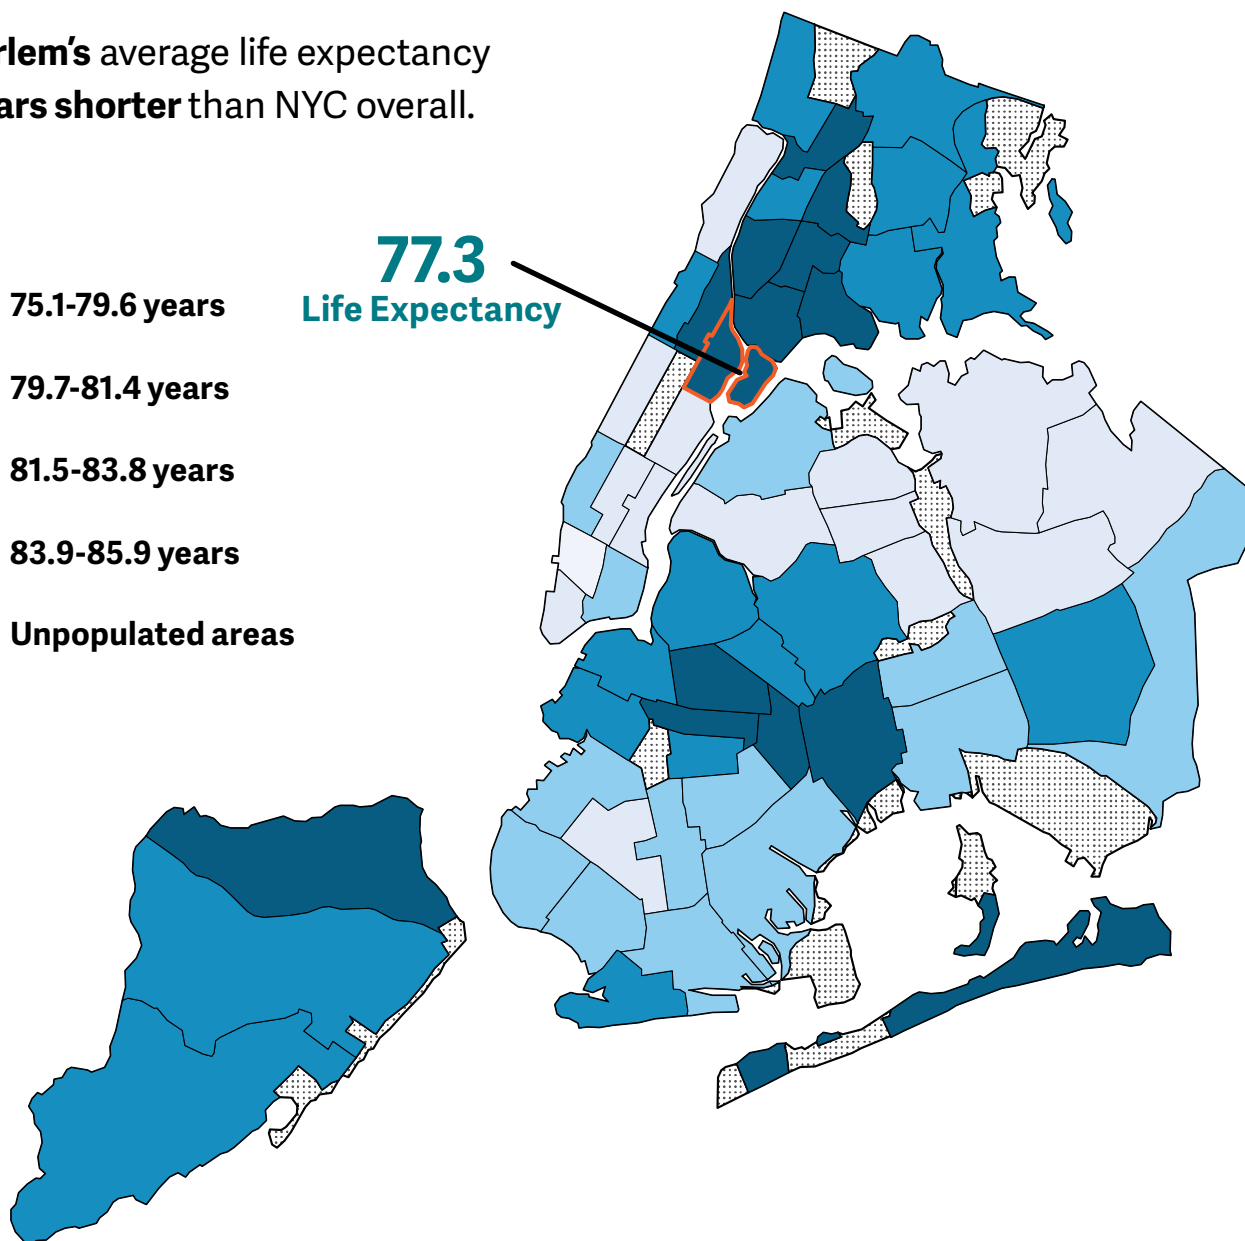 rlem’s average life expectancy
ars shorter than NYC overall.
77.3
Life Expectancy
75.1-79.6 years
79.7-81.4 years
81.5-83.8 years
83.9-85.9 years
Unpopulated areas